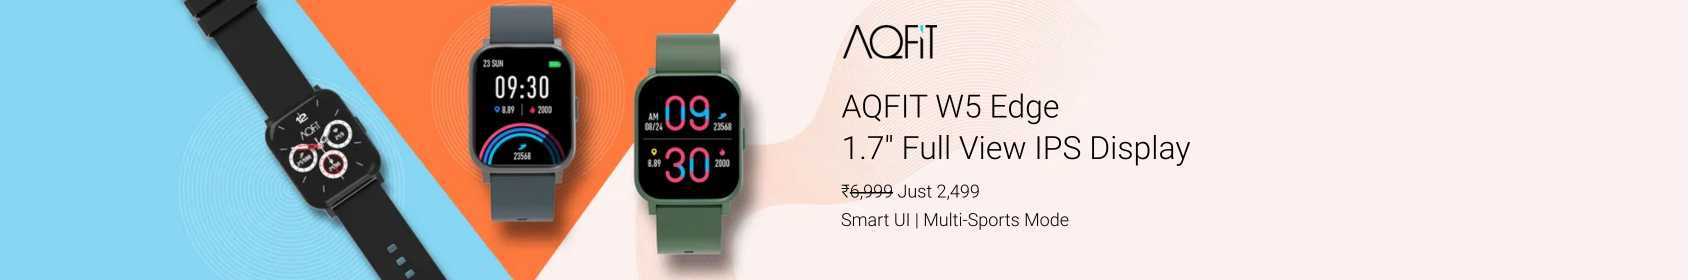 12
AQFiT
23 SUN
09:30
8.89 | 2000
23568
AM
08/24
09
23568
8.89
30
2000
AQFiT
AQFIT W5 Edge
1.7" Full View IPS Display
₹6,999 Just 2,499
Smart UI | Multi-Sports Mode